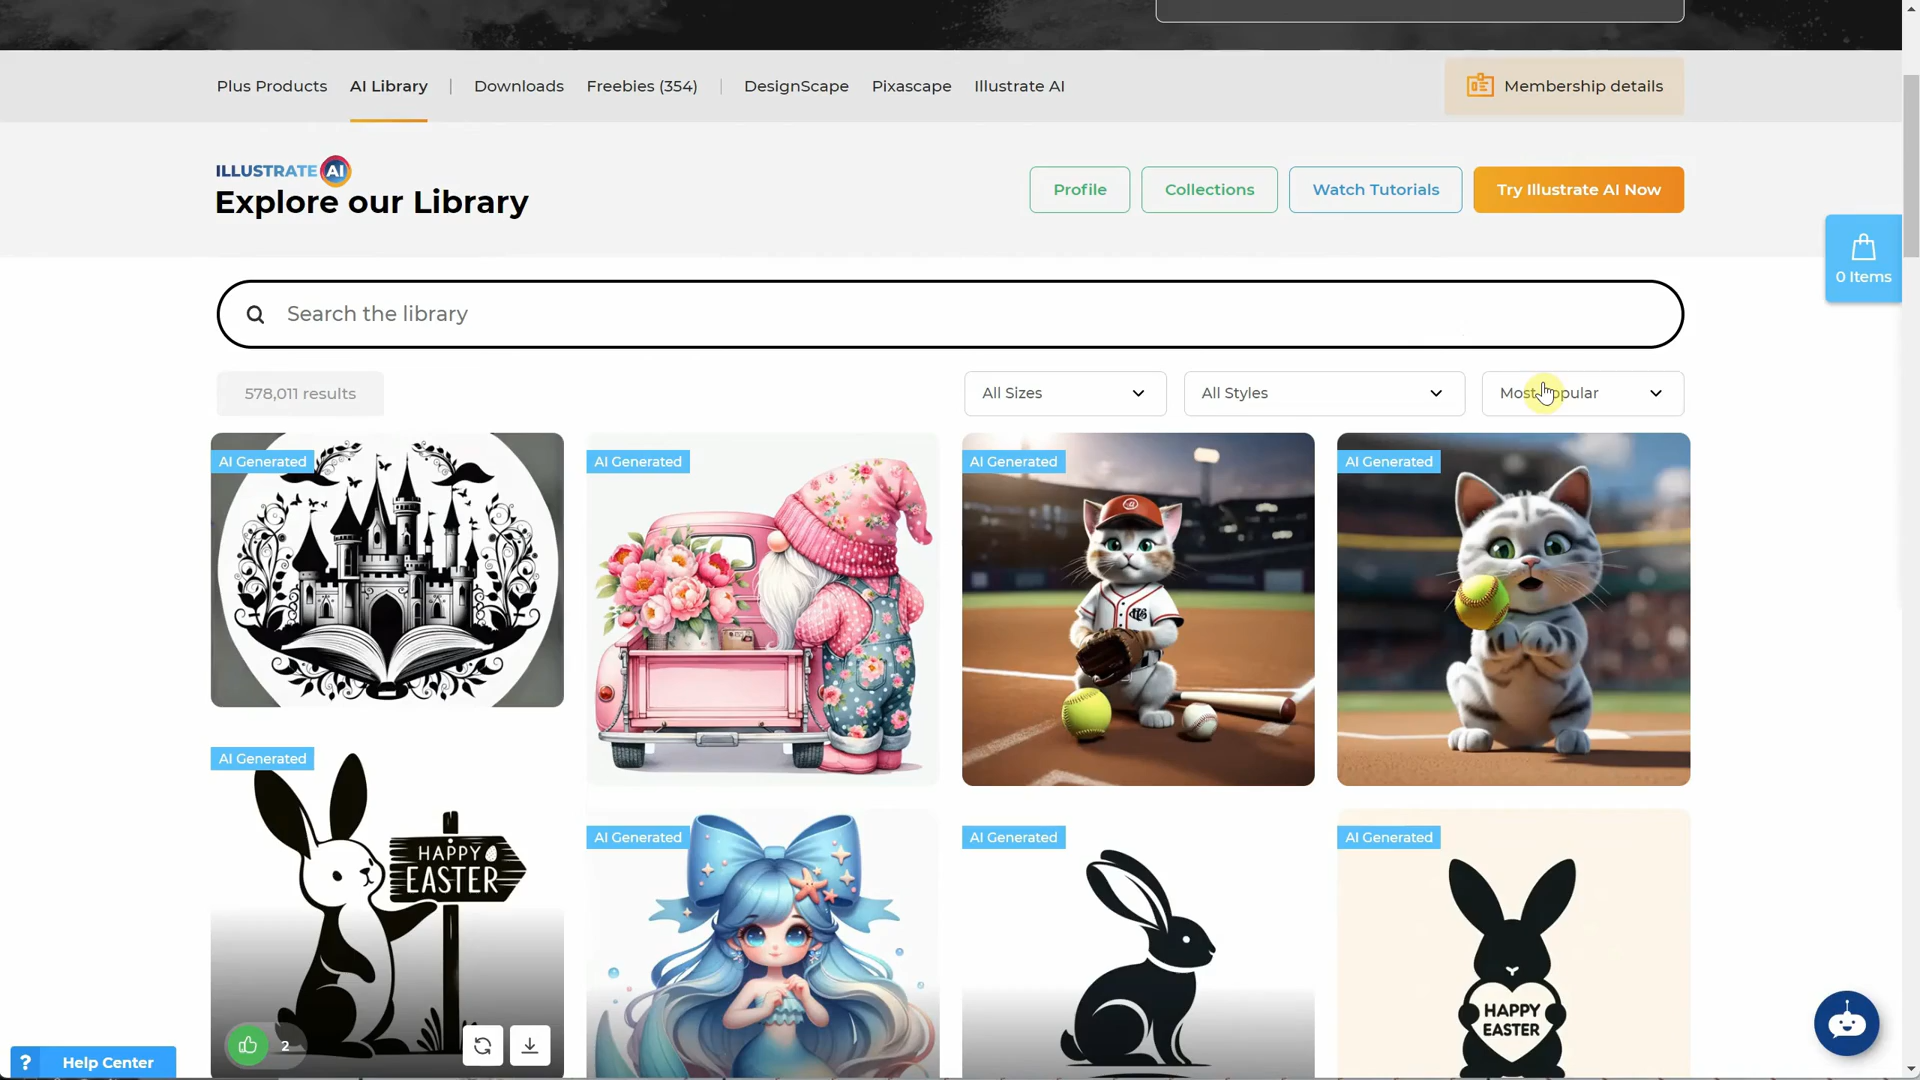 Plus Products AI Library | Downloads Freebies (354) | DesignScape Pixascape Illustrate AI Membership details
ILLUSTRATE AI
Explore our Library
Profile Collections Watch Tutorials Try Illustrate AI Now
0 Items
Search the library
578,011 results All Sizes All Styles Most Popular
AI Generated AI Generated AI Generated AI Generated
AI Generated
HAPPY
EASTER
AI Generated AI Generated AI Generated
HAPPY
EASTER
2
? Help Center